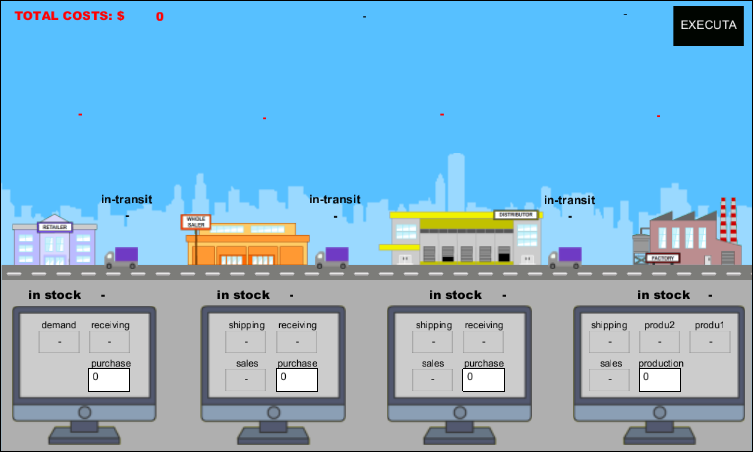 TOTAL COSTS: $ 0
-
-
EXECUTA
- - - -
in-transit in-transit in-transit
- - -
RETAILER
WHOLE
SALER
DISTRIBUTOR
FACTORY
in stock - in stock - in stock - in stock -
demand receiving shipping receiving shipping receiving shipping produ2 produ1
- - - - - - - - -
purchase sales purchase sales purchase sales production
0 - 0 - 0 - 0